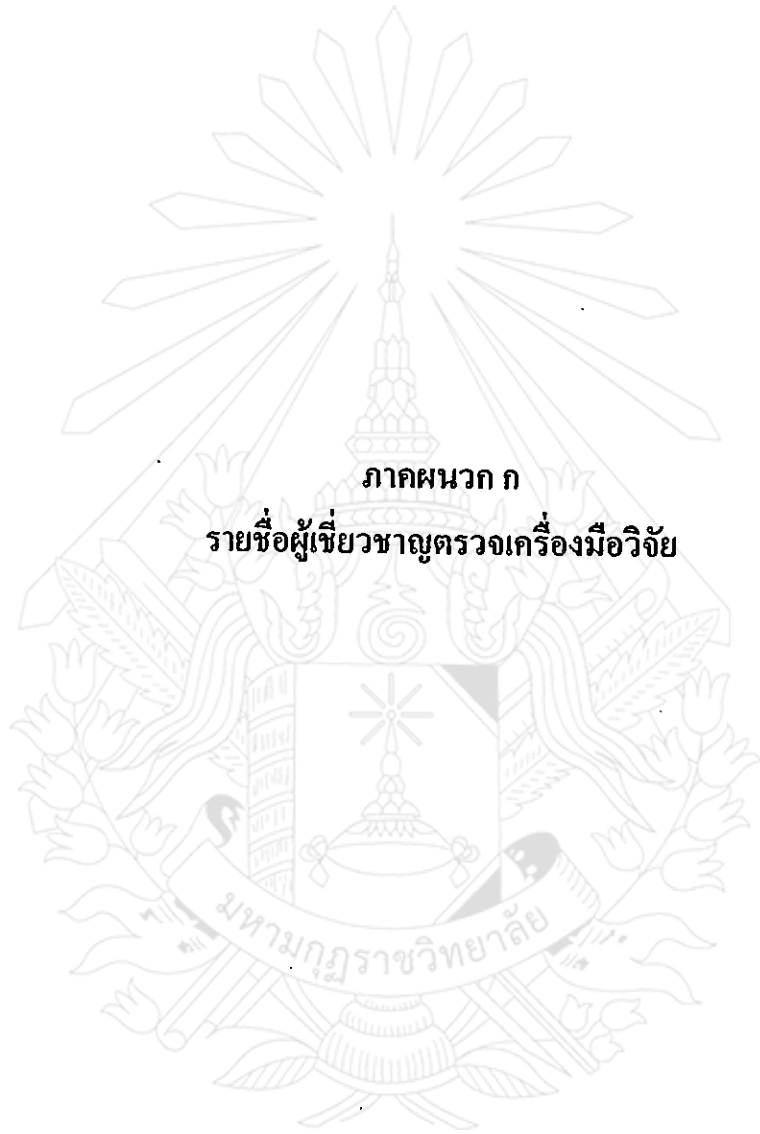 ภาคผนวก ก
รายชื่อผู้เชี่ยวชาญตรวจเครื่องมือวิจัย
มหามกุฏราชวิทยาลัย